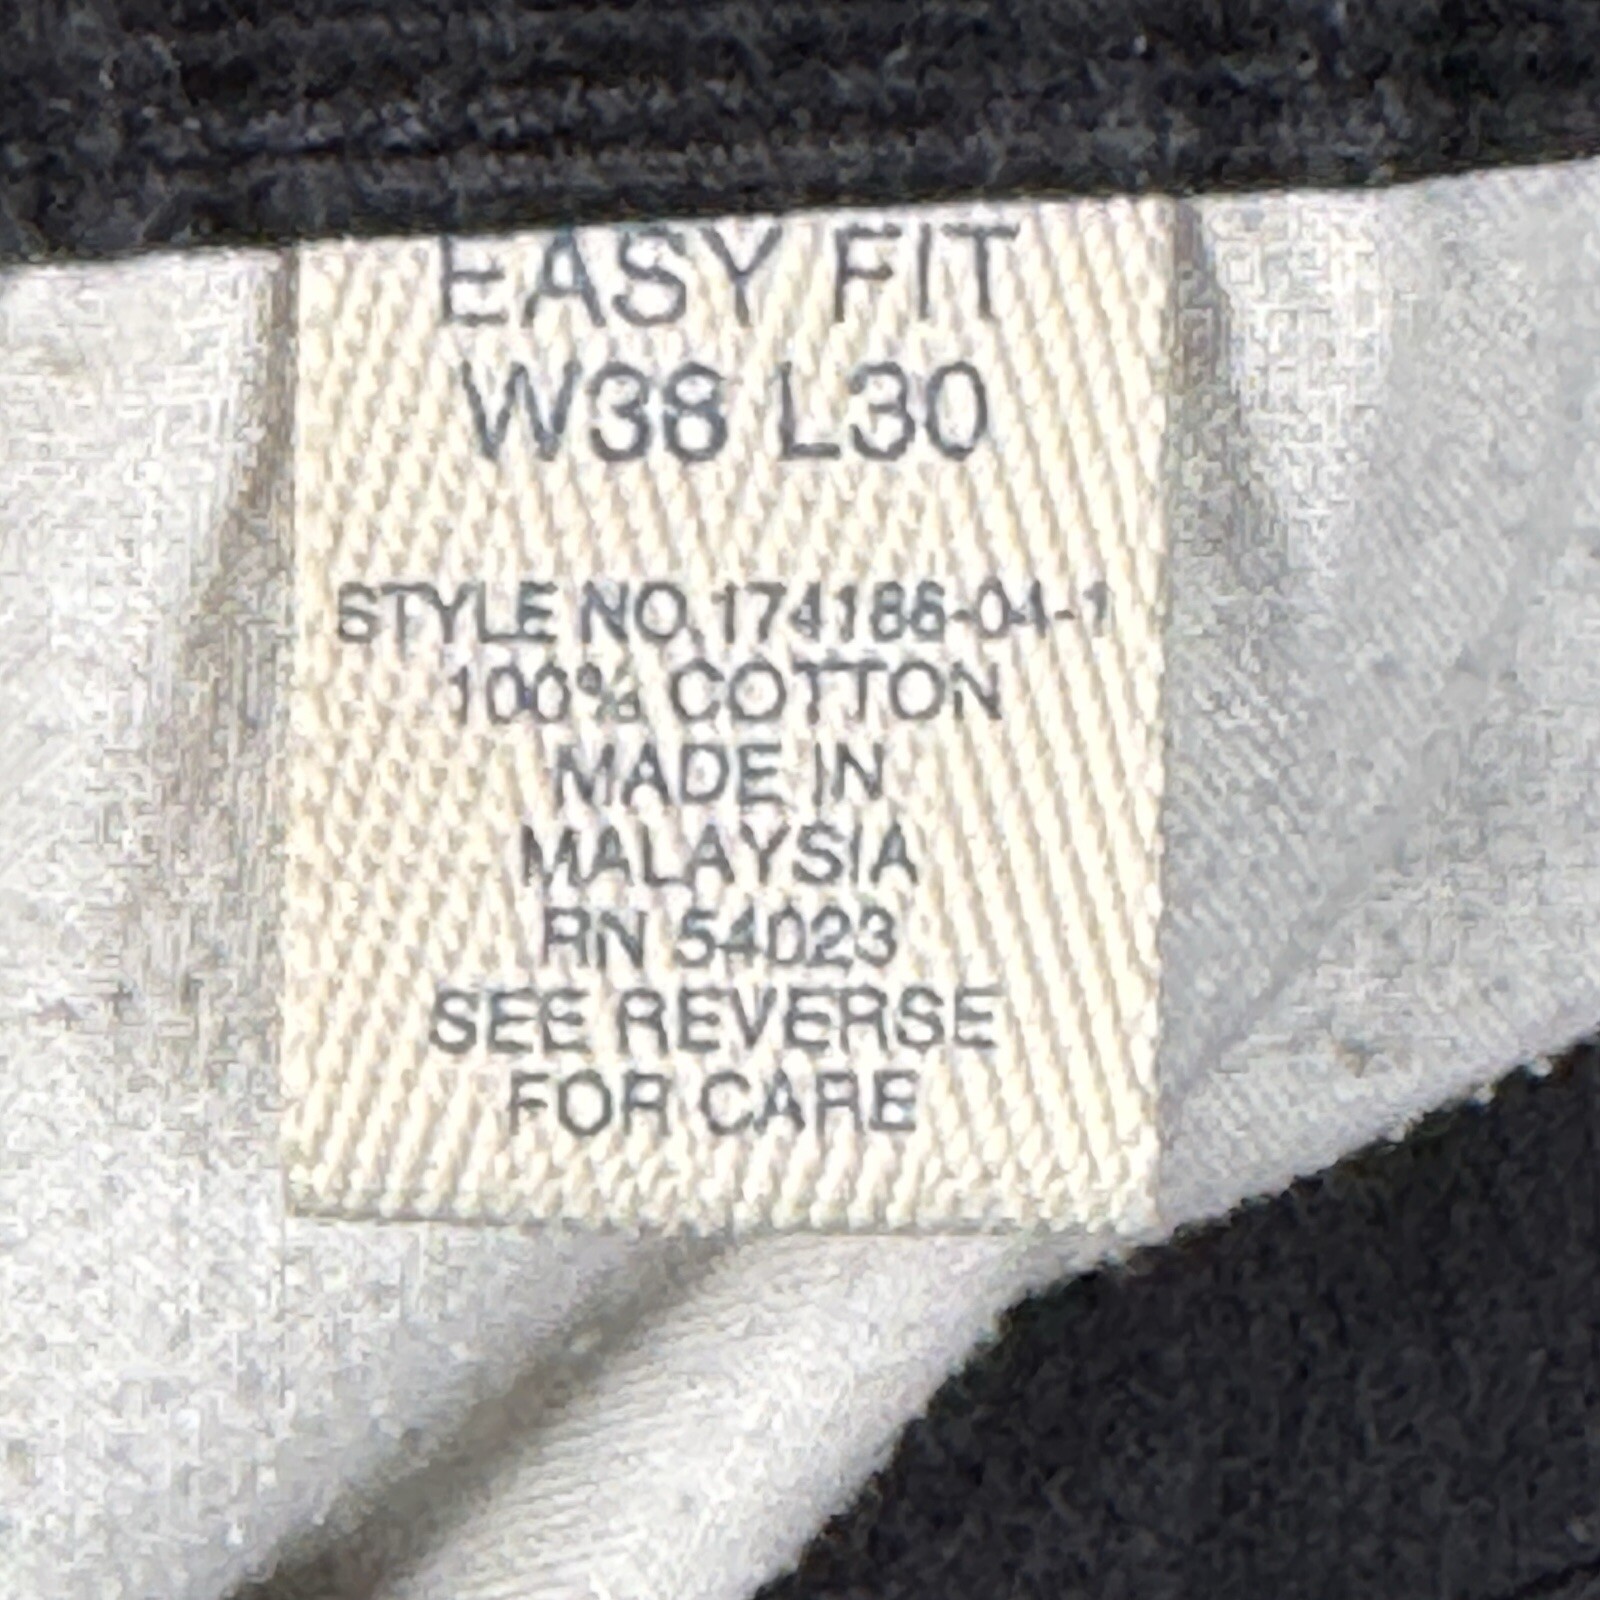 EASY FIT
W38 L30
STYLE NO.174186-04-1
100% COTTON
MADE IN
MALAYSIA
RN 54023
SEE REVERSE
FOR CARE